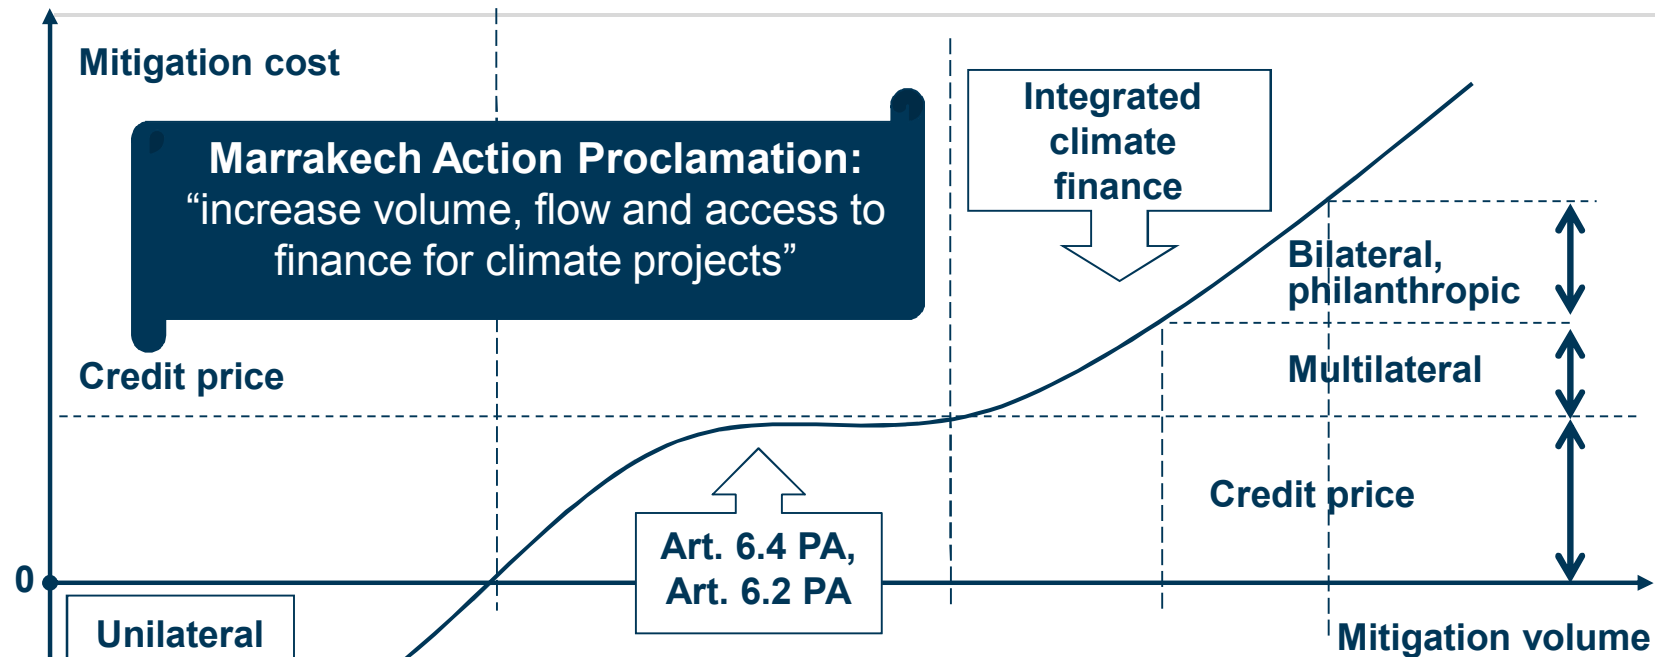 Mitigation cost
Marrakech Action Proclamation:
“increase volume, flow and access to
finance for climate projects”
Integrated
climate
finance
Bilateral,
philanthropic
Credit price
Multilateral
Credit price
Art. 6.4 PA,
Art. 6.2 PA
0
Unilateral
Mitigation volume